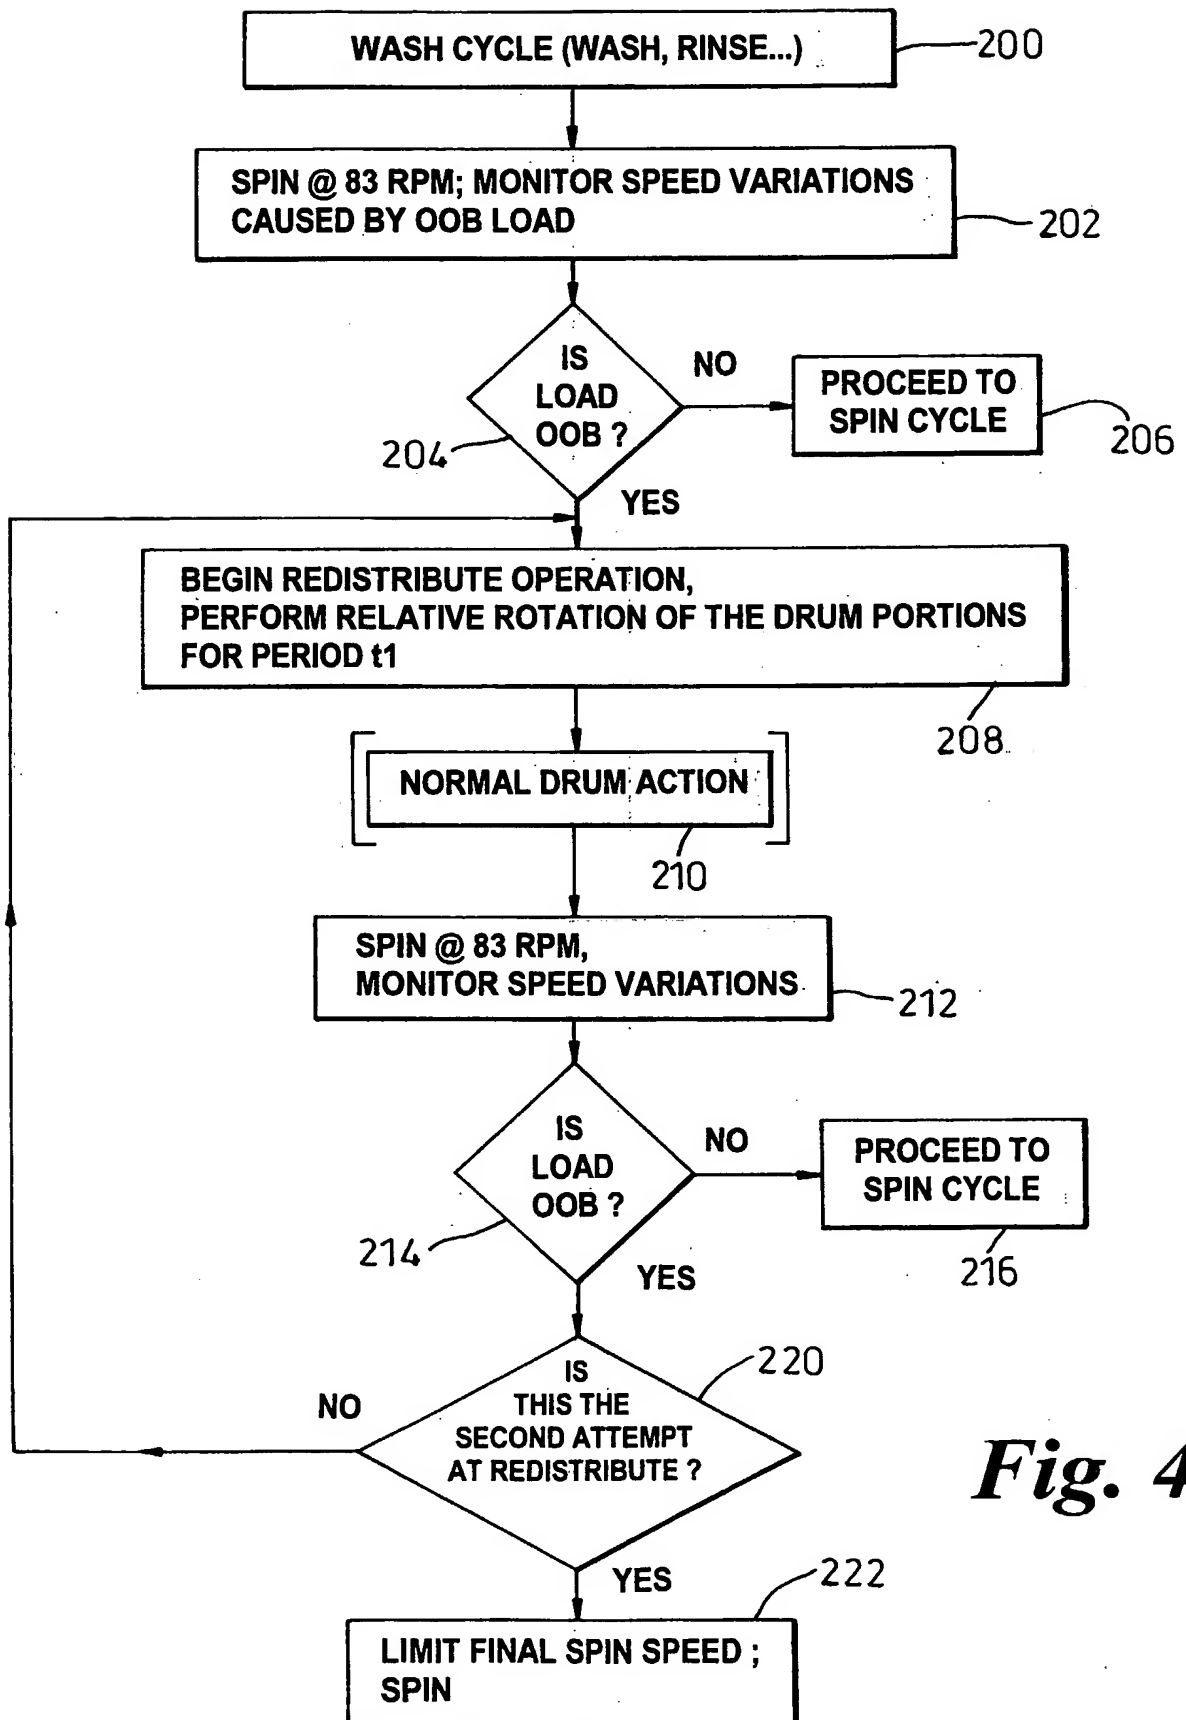 WASH CYCLE (WASH, RINSE...)
200
SPIN @ 83 RPM; MONITOR SPEED VARIATIONS
CAUSED BY OOB LOAD
202
IS
LOAD
OOB ?
204
NO
PROCEED TO
SPIN CYCLE
206
YES
BEGIN REDISTRIBUTE OPERATION,
PERFORM RELATIVE ROTATION OF THE DRUM PORTIONS
FOR PERIOD t1
208
NORMAL DRUM ACTION
210
SPIN @ 83 RPM,
MONITOR SPEED VARIATIONS
212
IS
LOAD
OOB ?
214
NO
PROCEED TO
SPIN CYCLE
216
YES
IS
THIS THE
SECOND ATTEMPT
AT REDISTRIBUTE ?
220
NO
Fig. 4
YES
222
LIMIT FINAL SPIN SPEED ;
SPIN